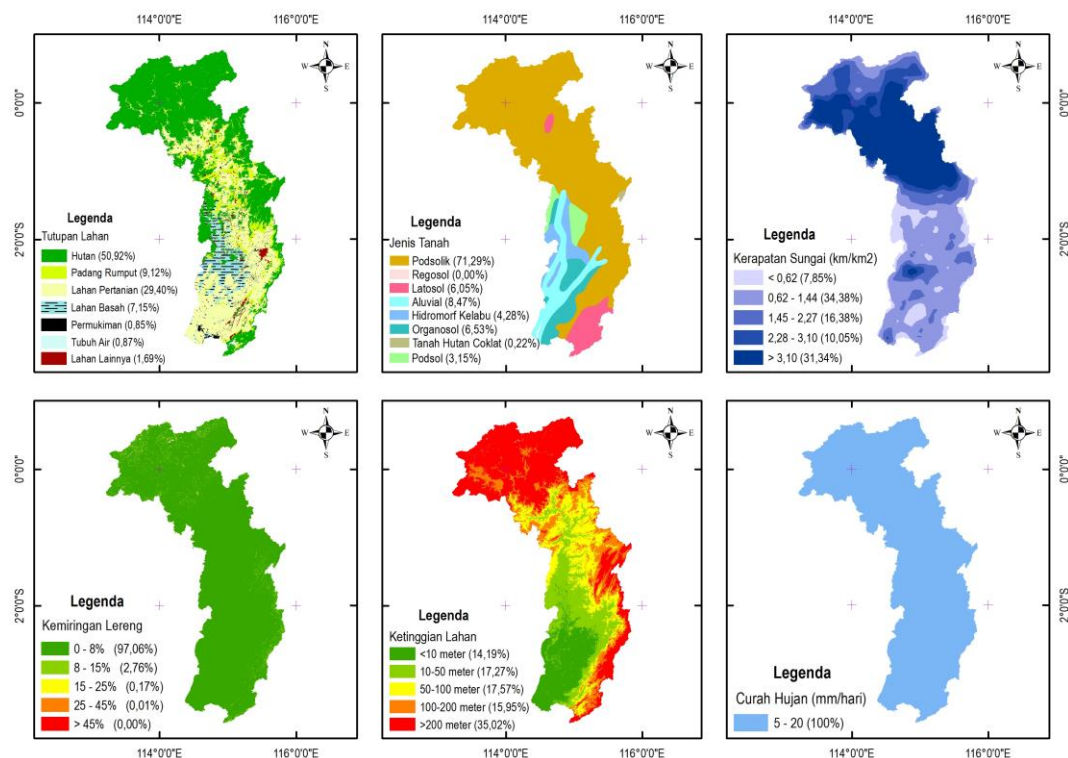 114°0'0"E 116°0'0"E 114°0'0"E 116°0'0"E 114°0'0"E 116°0'0"E
N
W E
S
N
W E
S
N
W E
S
0°0'0"
2°0'0"S
0°0'0"
2°0'0"S
Legenda
Tutupan Lahan
Hutan (50,92%)
Padang Rumput (9,12%)
Lahan Pertanian (29,40%)
Lahan Basah (7,15%)
Permukiman (0,85%)
Tubuh Air (0,87%)
Lahan Lainnya (1,69%)
Legenda
Jenis Tanah
Podsolik (71,29%)
Regosol (0,00%)
Latosol (6,05%)
Aluvial (8,47%)
Hidromorf Kelabu (4,28%)
Organosol (6,53%)
Tanah Hutan Coklat (0,22%)
Podsol (3,15%)
Legenda
Kerapatan Sungai (km/km2)
< 0,62 (7,85%)
0,62 - 1,44 (34,38%)
1,45 - 2,27 (16,38%)
2,28 - 3,10 (10,05%)
> 3,10 (31,34%)
N
W E
S
N
W E
S
N
W E
S
0°0'0"
2°0'0"S
0°0'0"
2°0'0"S
Legenda
Kemiringan Lereng
0 - 8% (97,06%)
8 - 15% (2,76%)
15 - 25% (0,17%)
25 - 45% (0,01%)
> 45% (0,00%)
Legenda
Ketinggian Lahan
<10 meter (14,19%)
10-50 meter (17,27%)
50-100 meter (17,57%)
100-200 meter (15,95%)
>200 meter (35,02%)
Legenda
Curah Hujan (mm/hari)
5 - 20 (100%)
114°0'0"E 116°0'0"E 114°0'0"E 116°0'0"E 114°0'0"E 116°0'0"E